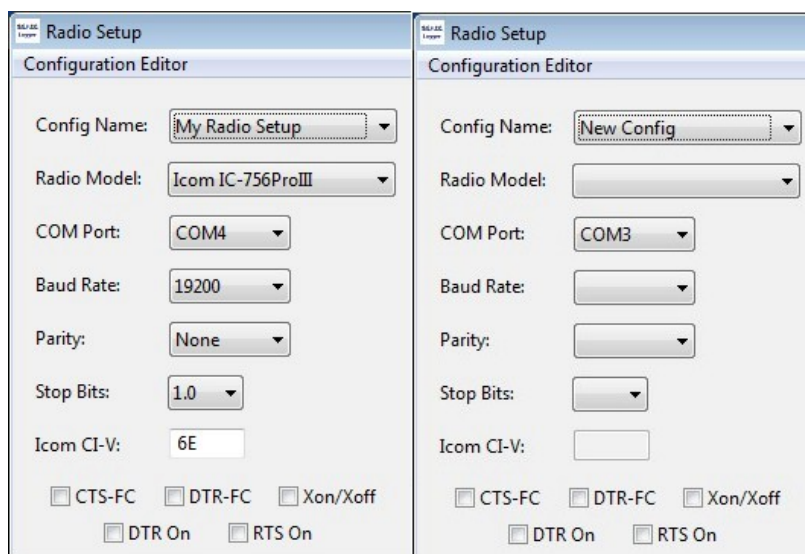 Radio Setup
Configuration Editor
Config Name: My Radio Setup
Radio Model: Icom IC-756ProIII
COM Port: COM4
Baud Rate: 19200
Parity: None
Stop Bits: 1.0
Icom CI-V: 6E
CTS-FC DTR-FC Xon/Xoff
DTR On RTS On
Radio Setup
Configuration Editor
Config Name: New Config
Radio Model:
COM Port: COM3
Baud Rate:
Parity:
Stop Bits:
Icom CI-V:
CTS-FC DTR-FC Xon/Xoff
DTR On RTS On